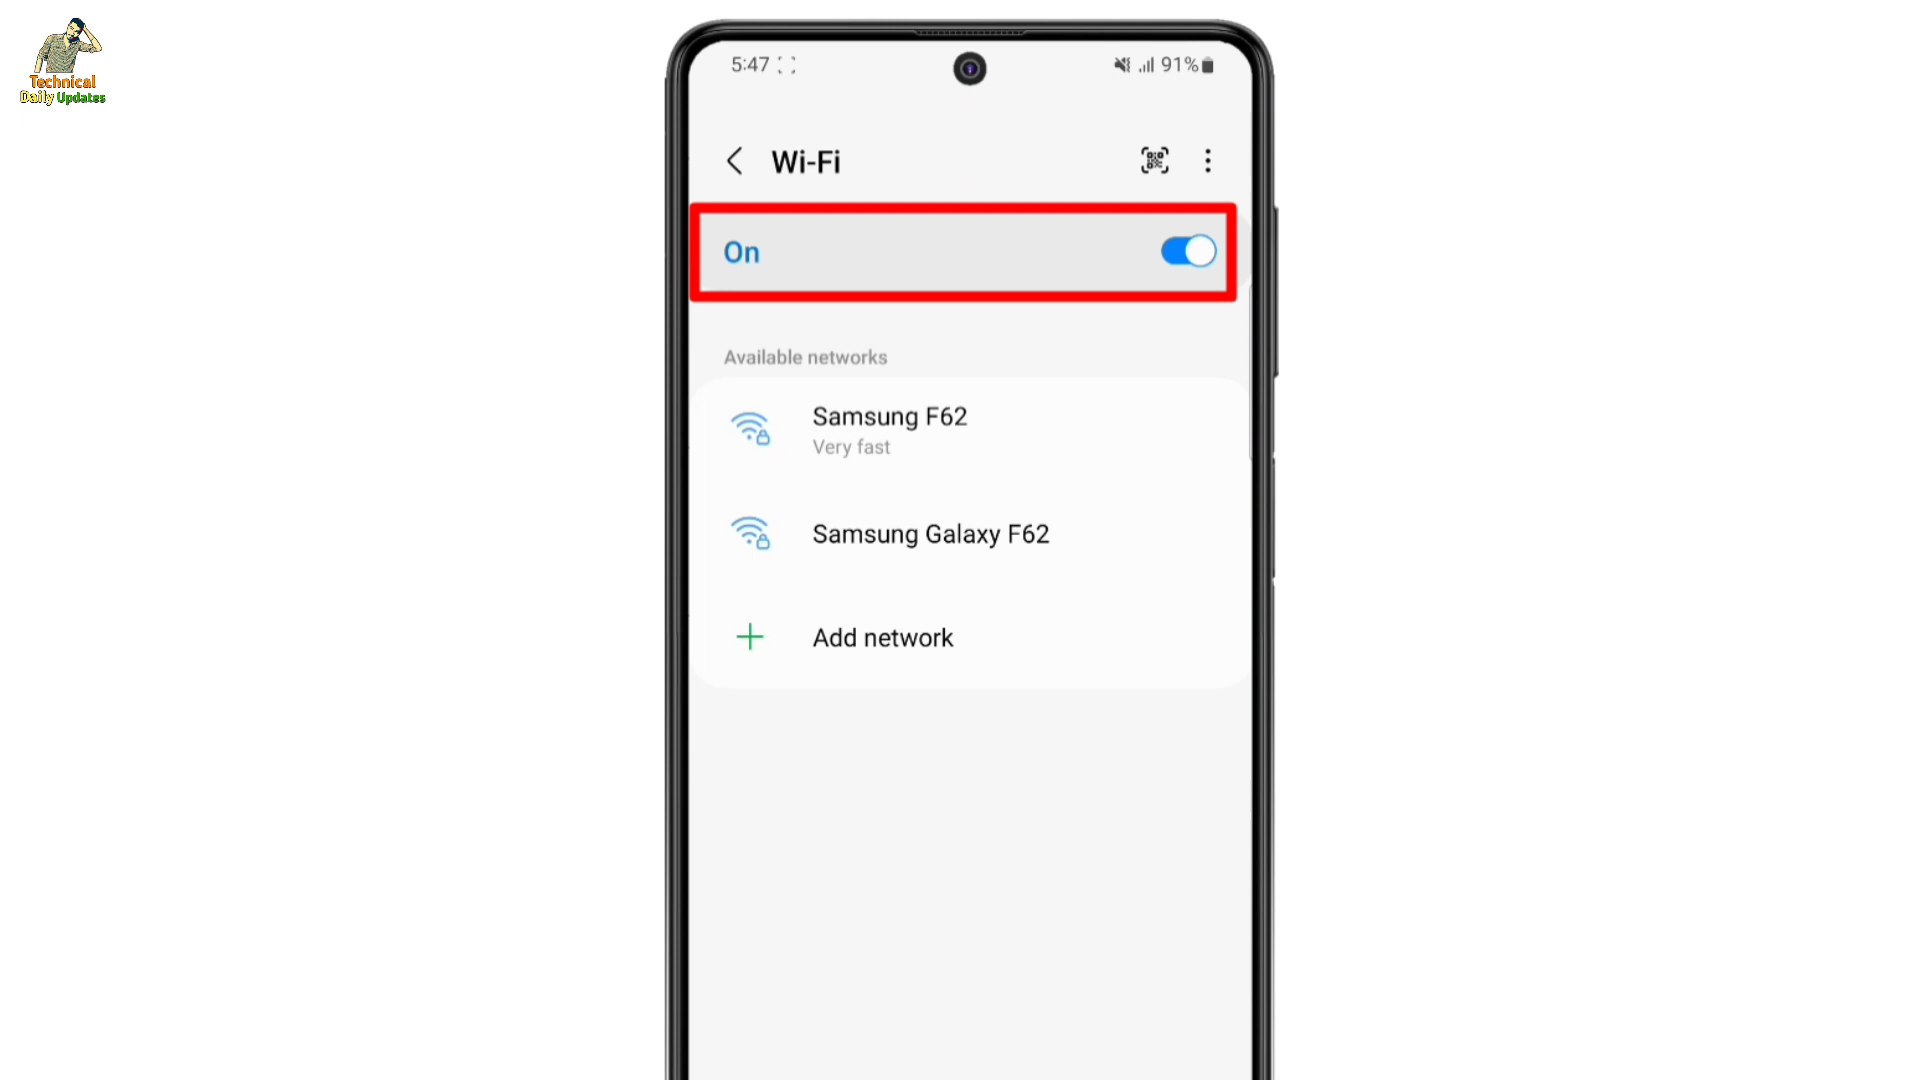 Technical
Daily Updates
5:47
91%
Wi-Fi
On
Available networks
Samsung F62
Very fast
Samsung Galaxy F62
Add network